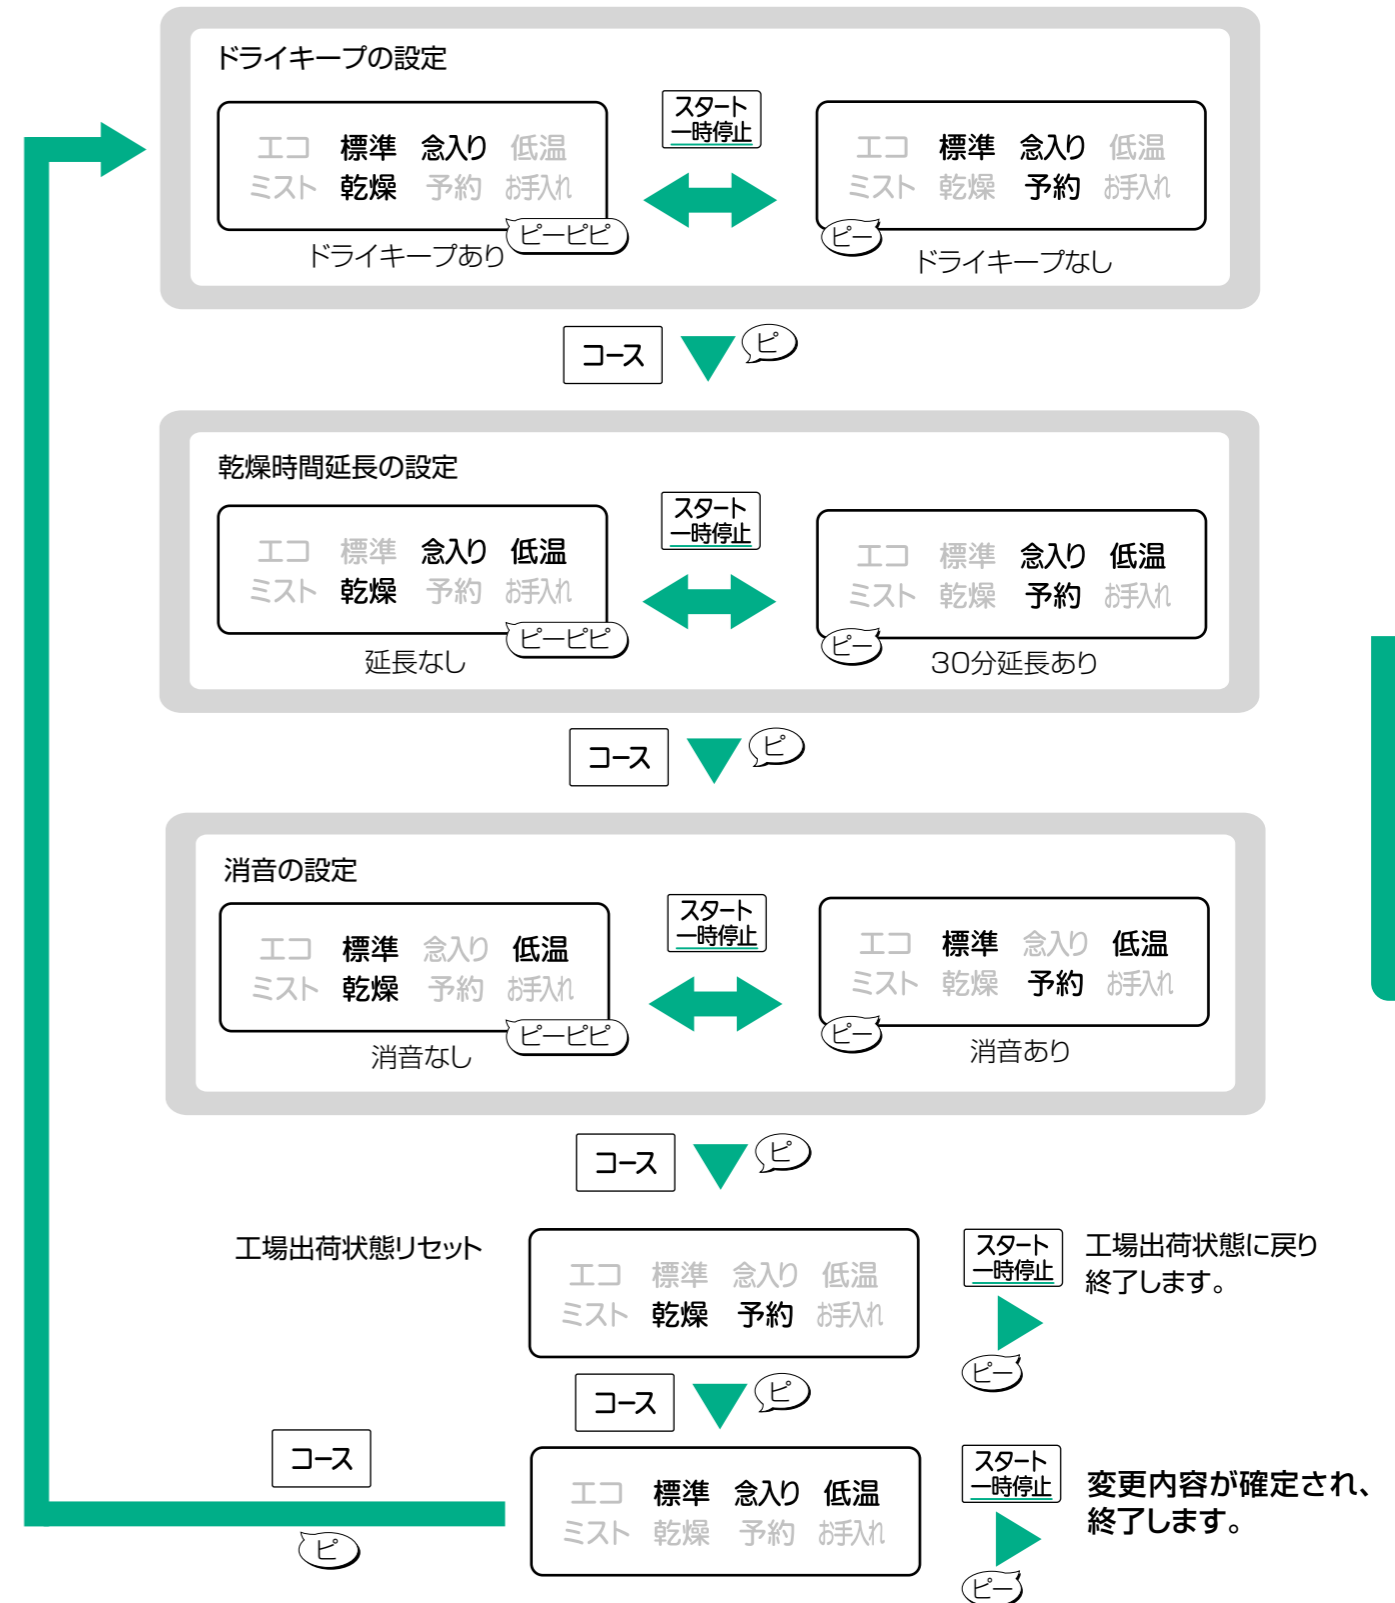 ドライキープの設定
エコ 標準 念入り 低温
ミスト 乾燥 予約 お手入れ
ピーピピ
ドライキープあり
スタート
一時停止
エコ 標準 念入り 低温
ミスト 乾燥 予約 お手入れ
ピー
ドライキープなし
コース
ピ
乾燥時間延長の設定
エコ 標準 念入り 低温
ミスト 乾燥 予約 お手入れ
ピーピピ
延長なし
スタート
一時停止
エコ 標準 念入り 低温
ミスト 乾燥 予約 お手入れ
ピー
30分延長あり
コース
ピ
消音の設定
エコ 標準 念入り 低温
ミスト 乾燥 予約 お手入れ
ピーピピ
消音なし
スタート
一時停止
エコ 標準 念入り 低温
ミスト 乾燥 予約 お手入れ
ピー
消音あり
コース
ピ
工場出荷状態リセット
エコ 標準 念入り 低温
ミスト 乾燥 予約 お手入れ
スタート
一時停止
ピー
工場出荷状態に戻り
終了します。
コース
ピ
コース
ピ
エコ 標準 念入り 低温
ミスト 乾燥 予約 お手入れ
スタート
一時停止
ピー
変更内容が確定され、
終了します。